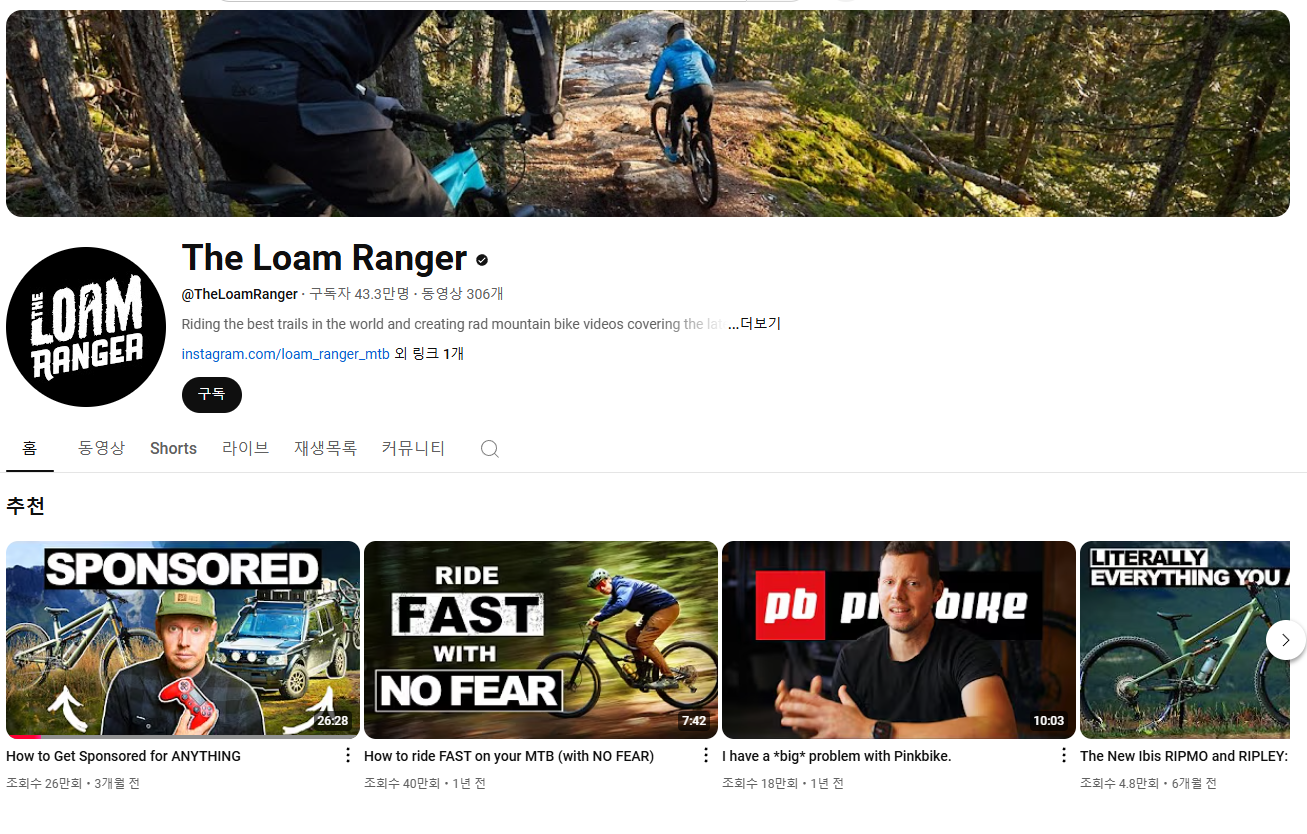 The Loam Ranger
@TheLoamRanger · 구독자 43.3만명 · 동영상 306개
Riding the best trails in the world and creating rad mountain bike videos covering the ...더보기
instagram.com/loam_ranger_mtb 외 링크 1개
구독
THE LOAM RANGER
홈 동영상 Shorts 라이브 재생목록 커뮤니티
추천
SPONSORED
26:28
RIDE
FAST
WITH
NO FEAR
7:42
pb
10:03
LITERALLY
EVERYTHING YOU
How to Get Sponsored for ANYTHING
조회수 26만회 • 3개월 전
How to ride FAST on your MTB (with NO FEAR)
조회수 40만회 • 1년 전
I have a *big* problem with Pinkbike.
조회수 18만회 • 1년 전
The New Ibis RIPMO and RIPLEY:
조회수 4.8만회 • 6개월 전